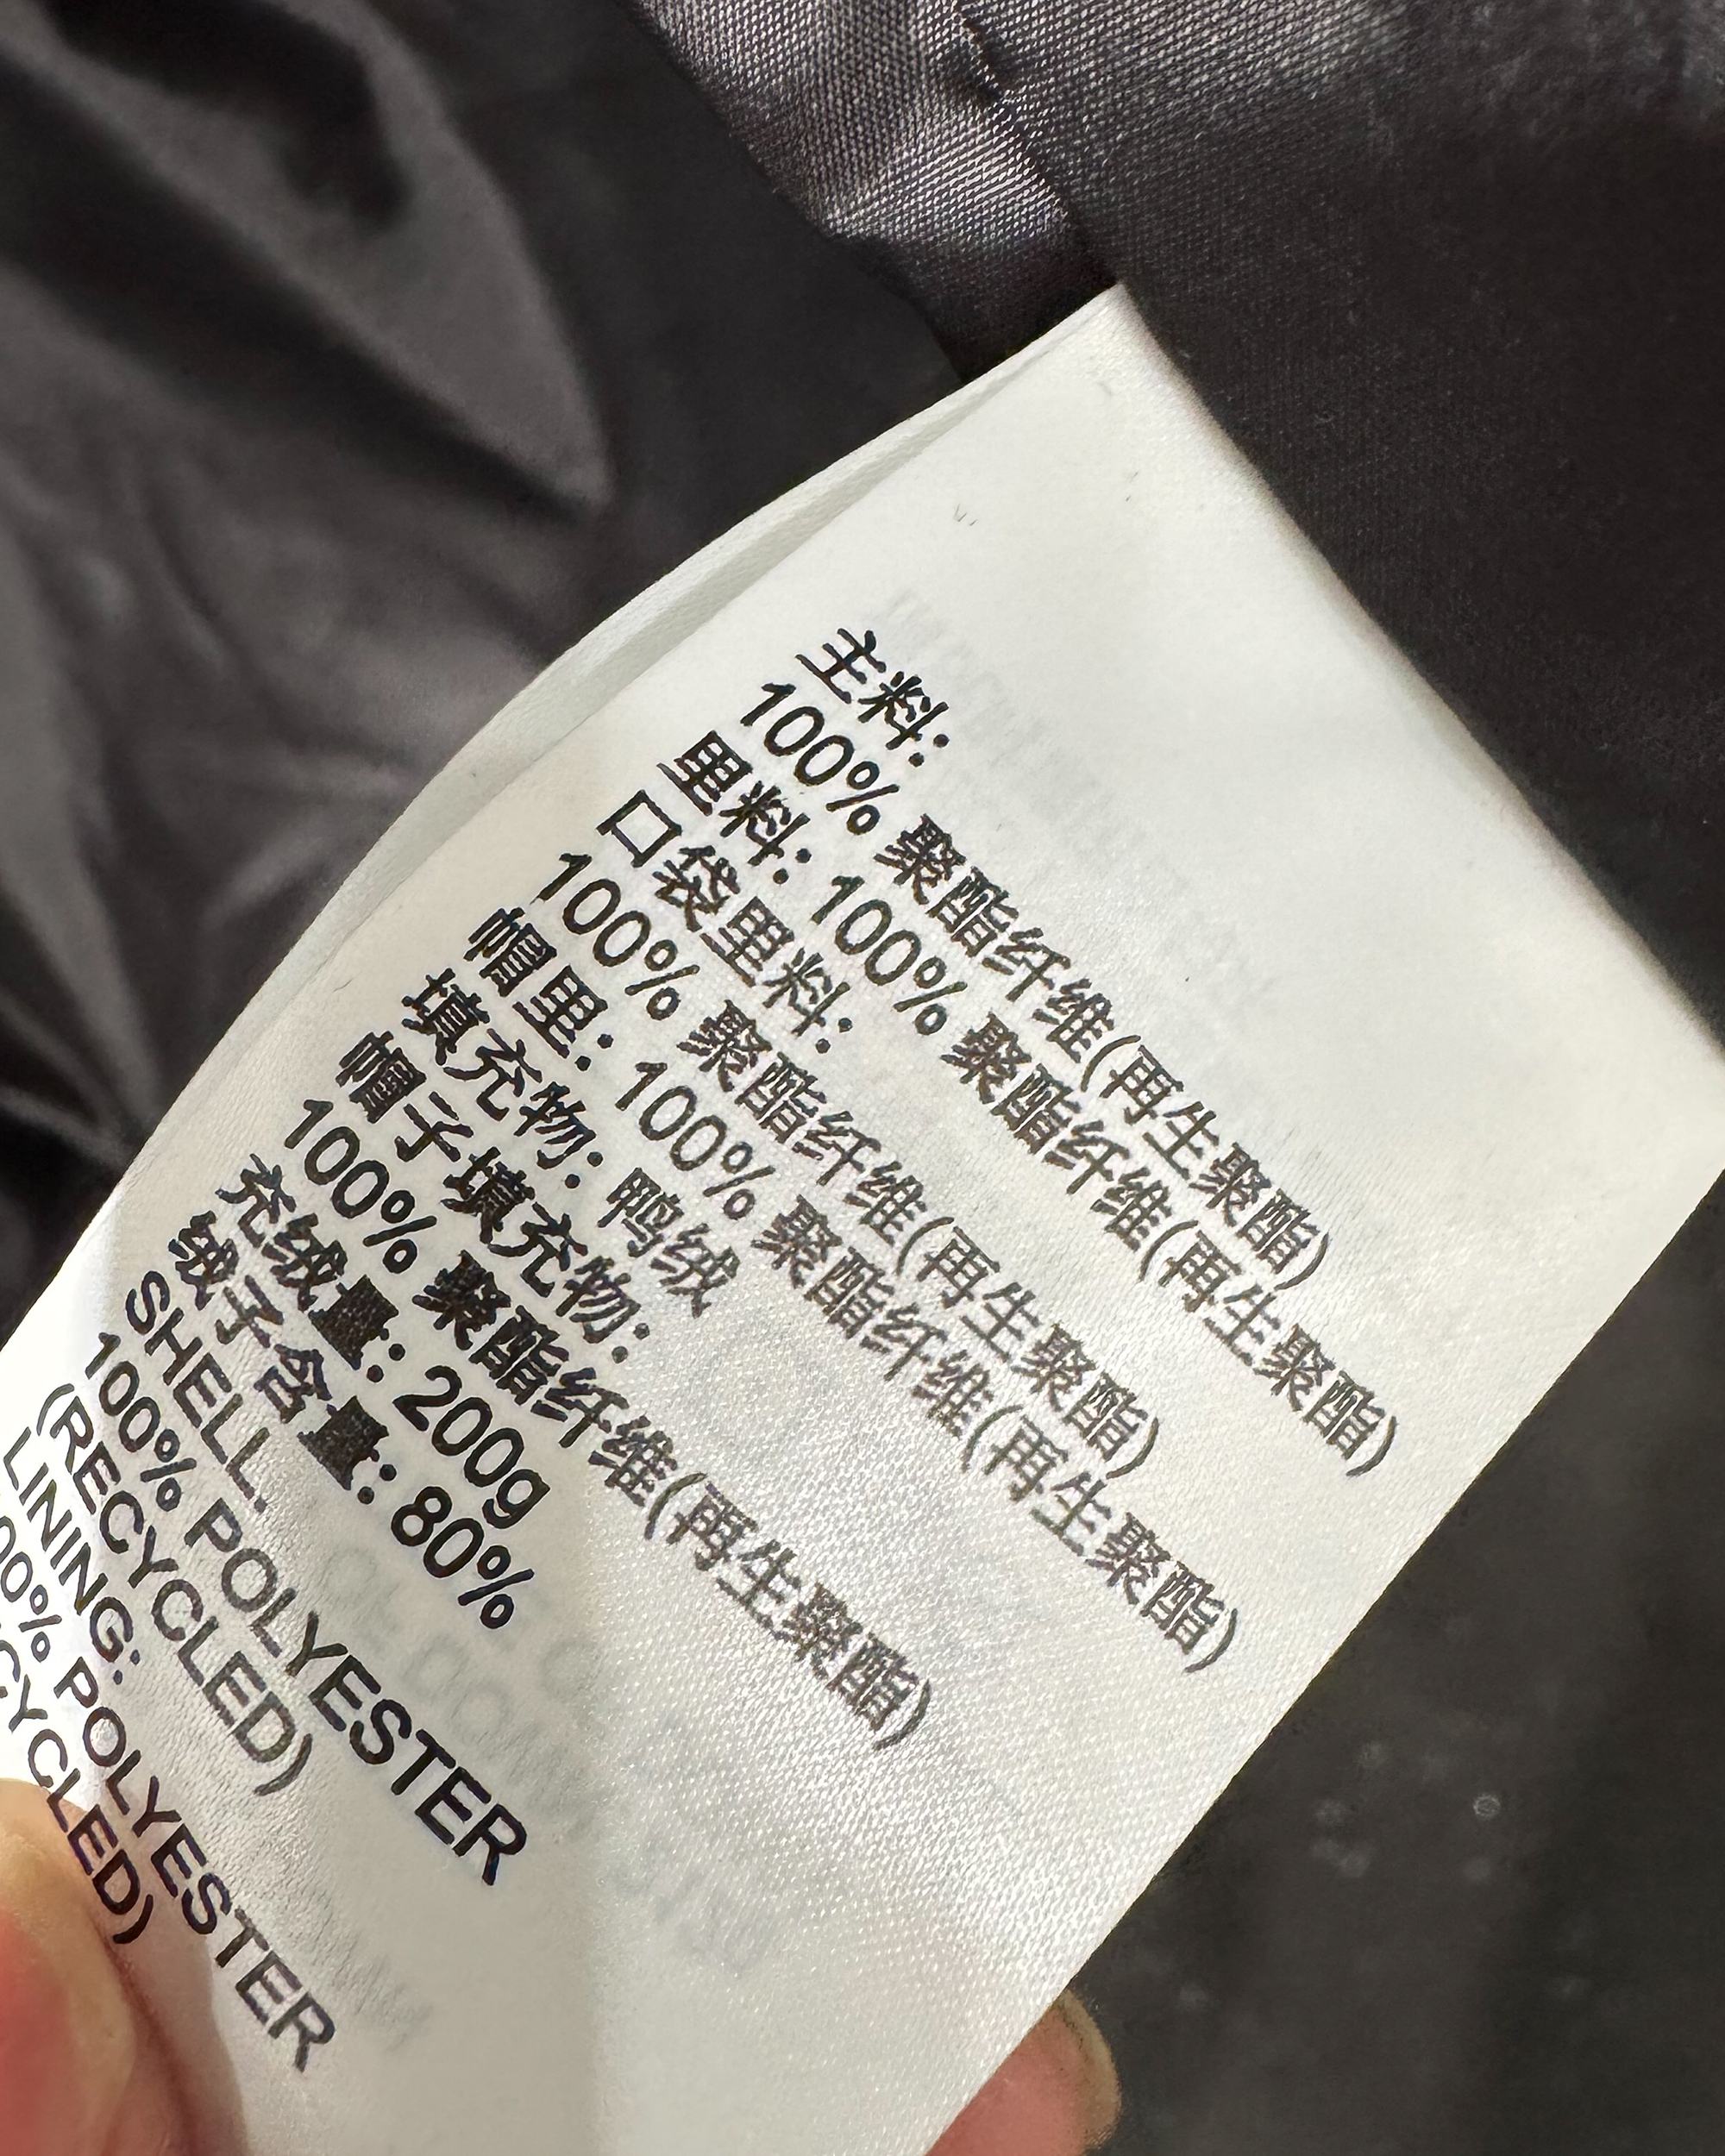 主料:
100% 聚酯纤维(再生聚酯)
里料: 100% 聚酯纤维(再生聚酯)
口袋里料:
100% 聚酯纤维(再生聚酯)
帽里: 100% 聚酯纤维(再生聚酯)
填充物: 鸭绒
帽子填充物:
100% 聚酯纤维(再生聚酯)
充绒量: 200g
绒子含量: 80%
SHELL:
100% POLYESTER
(RECYCLED)
LINING:
00% POLYESTER
CYCLED)